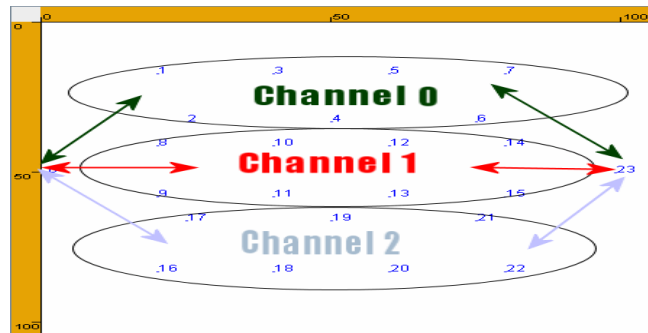 0 50 100
0
.1 .3 .5 .7
Channel 0
.2 .4 .6
.8 .10 .12 .14
Channel 1
.23
50
.9 .11 .13 .15
.17 .19 .21
Channel 2
.16 .18 .20 .22
100